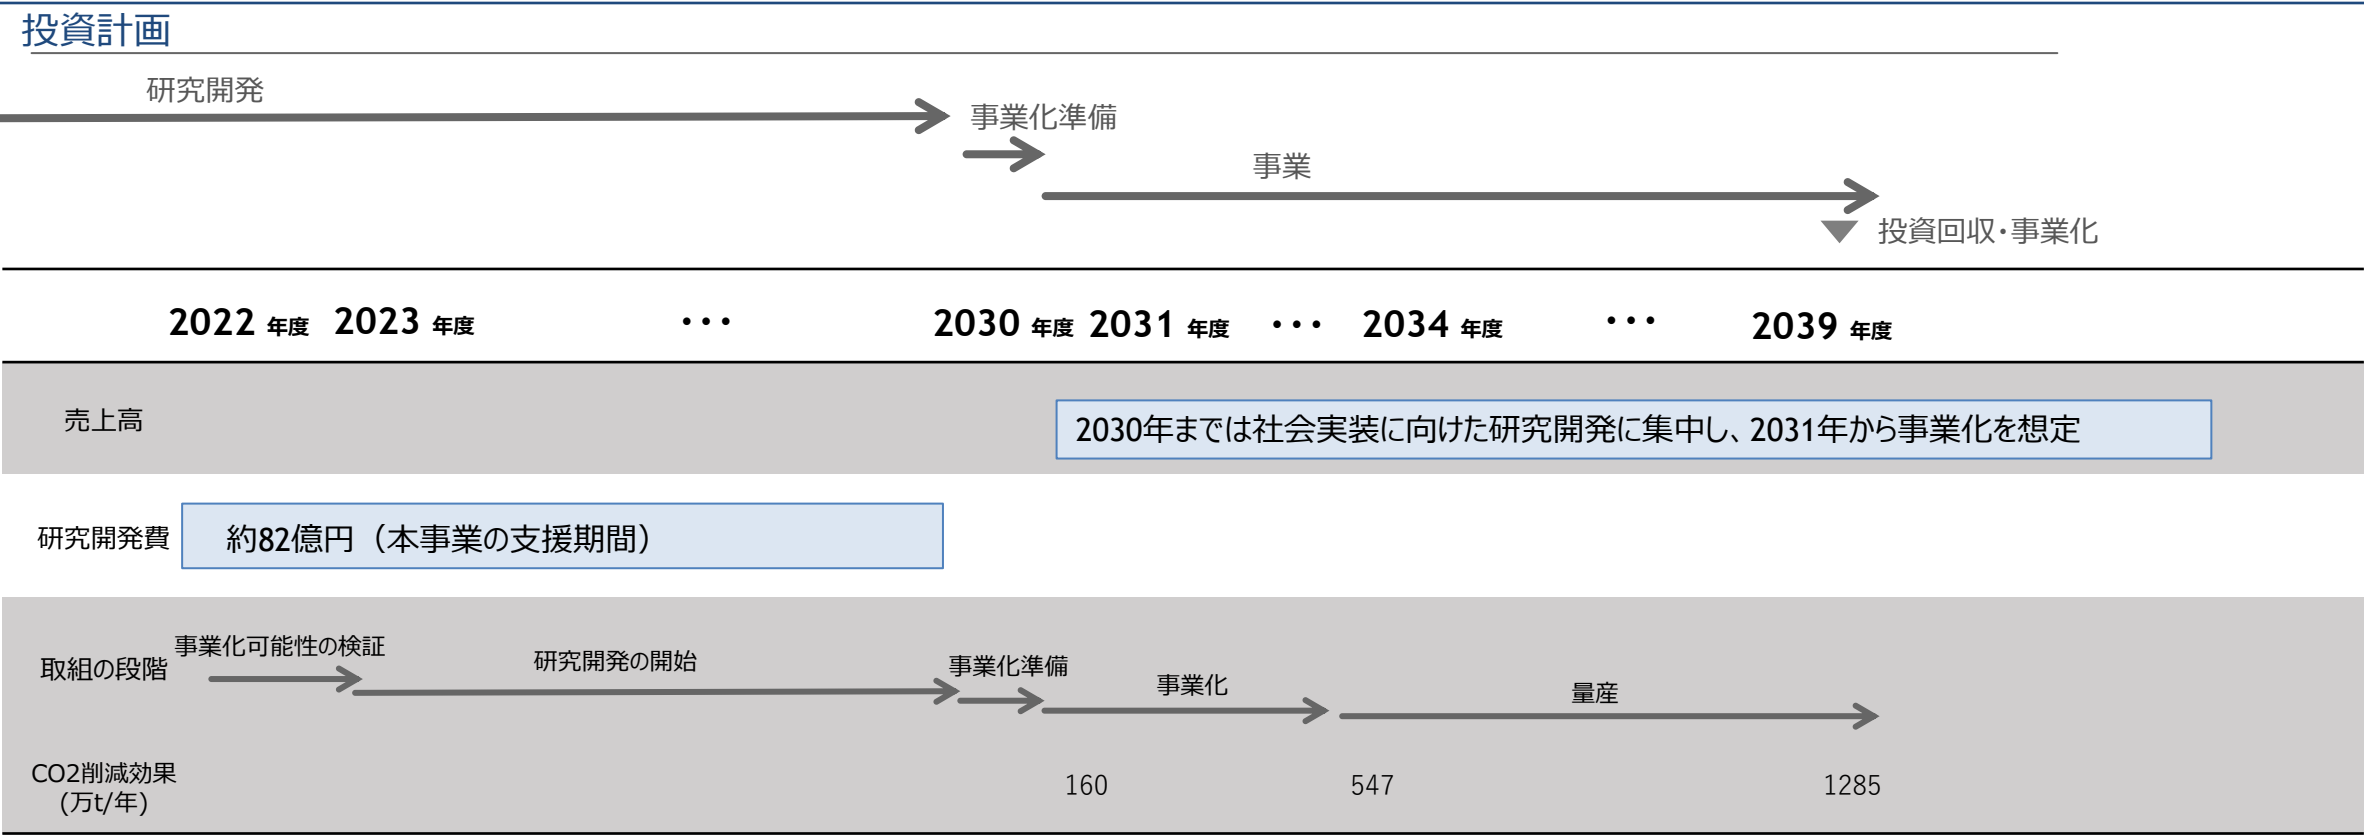 投資計画
研究開発
事業化準備
事業
投資回収・事業化
2022 年度 2023 年度 ・・・ 2030 年度 2031 年度 ・・・ 2034 年度 ・・・ 2039 年度
売上高
2030年までは社会実装に向けた研究開発に集中し、2031年から事業化を想定
研究開発費
約82億円（本事業の支援期間）
取組の段階
事業化可能性の検証
研究開発の開始
事業化準備
事業化
量産
CO2削減効果
(万t/年)
160 547 1285